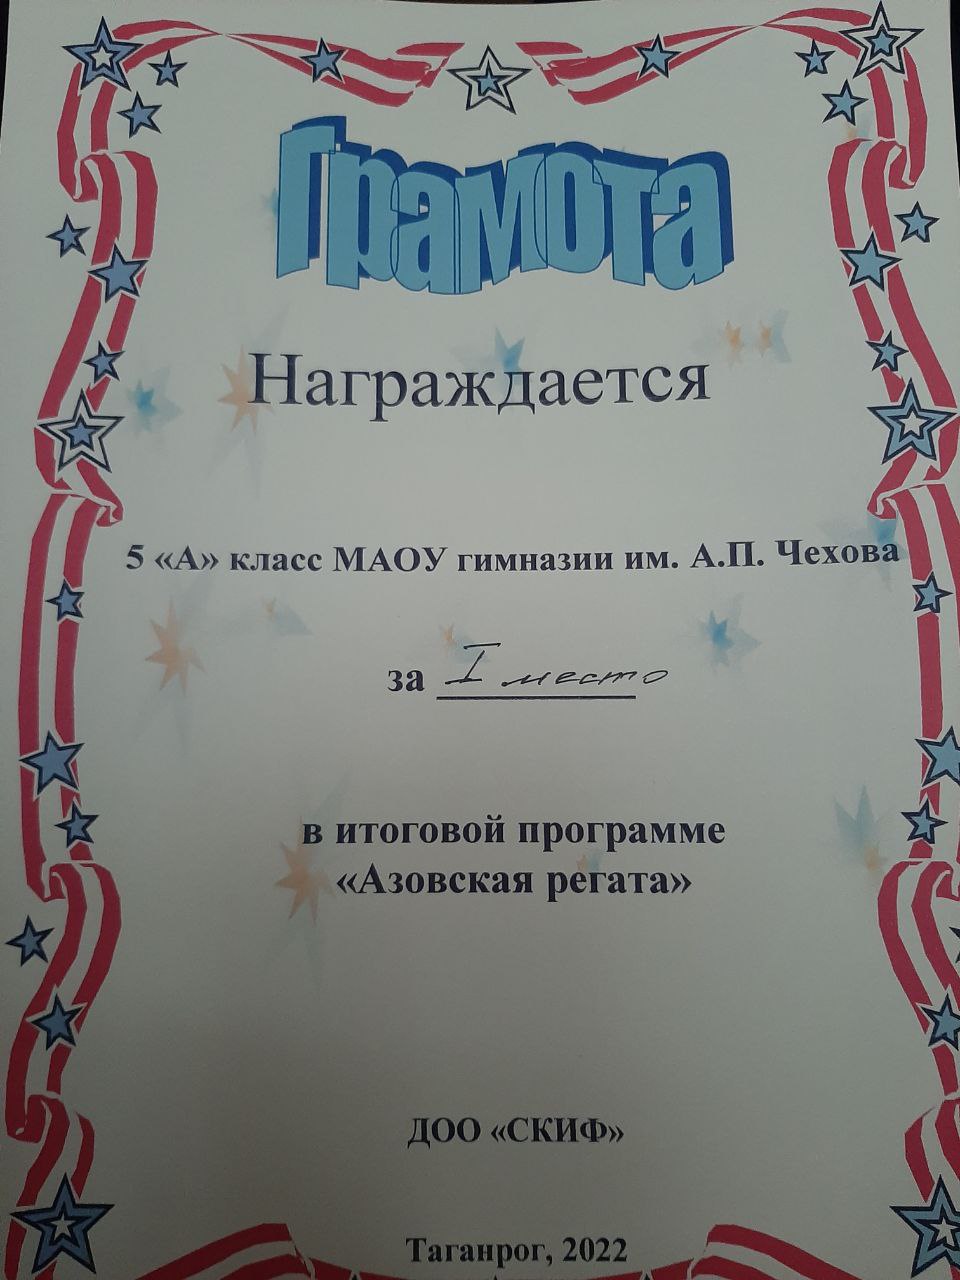 Грамота
Награждается
5 «А» класс МАОУ гимназии им. А.П. Чехова
за I место
в итоговой программе
«Азовская регата»
ДОО «СКИФ»
Таганрог, 2022